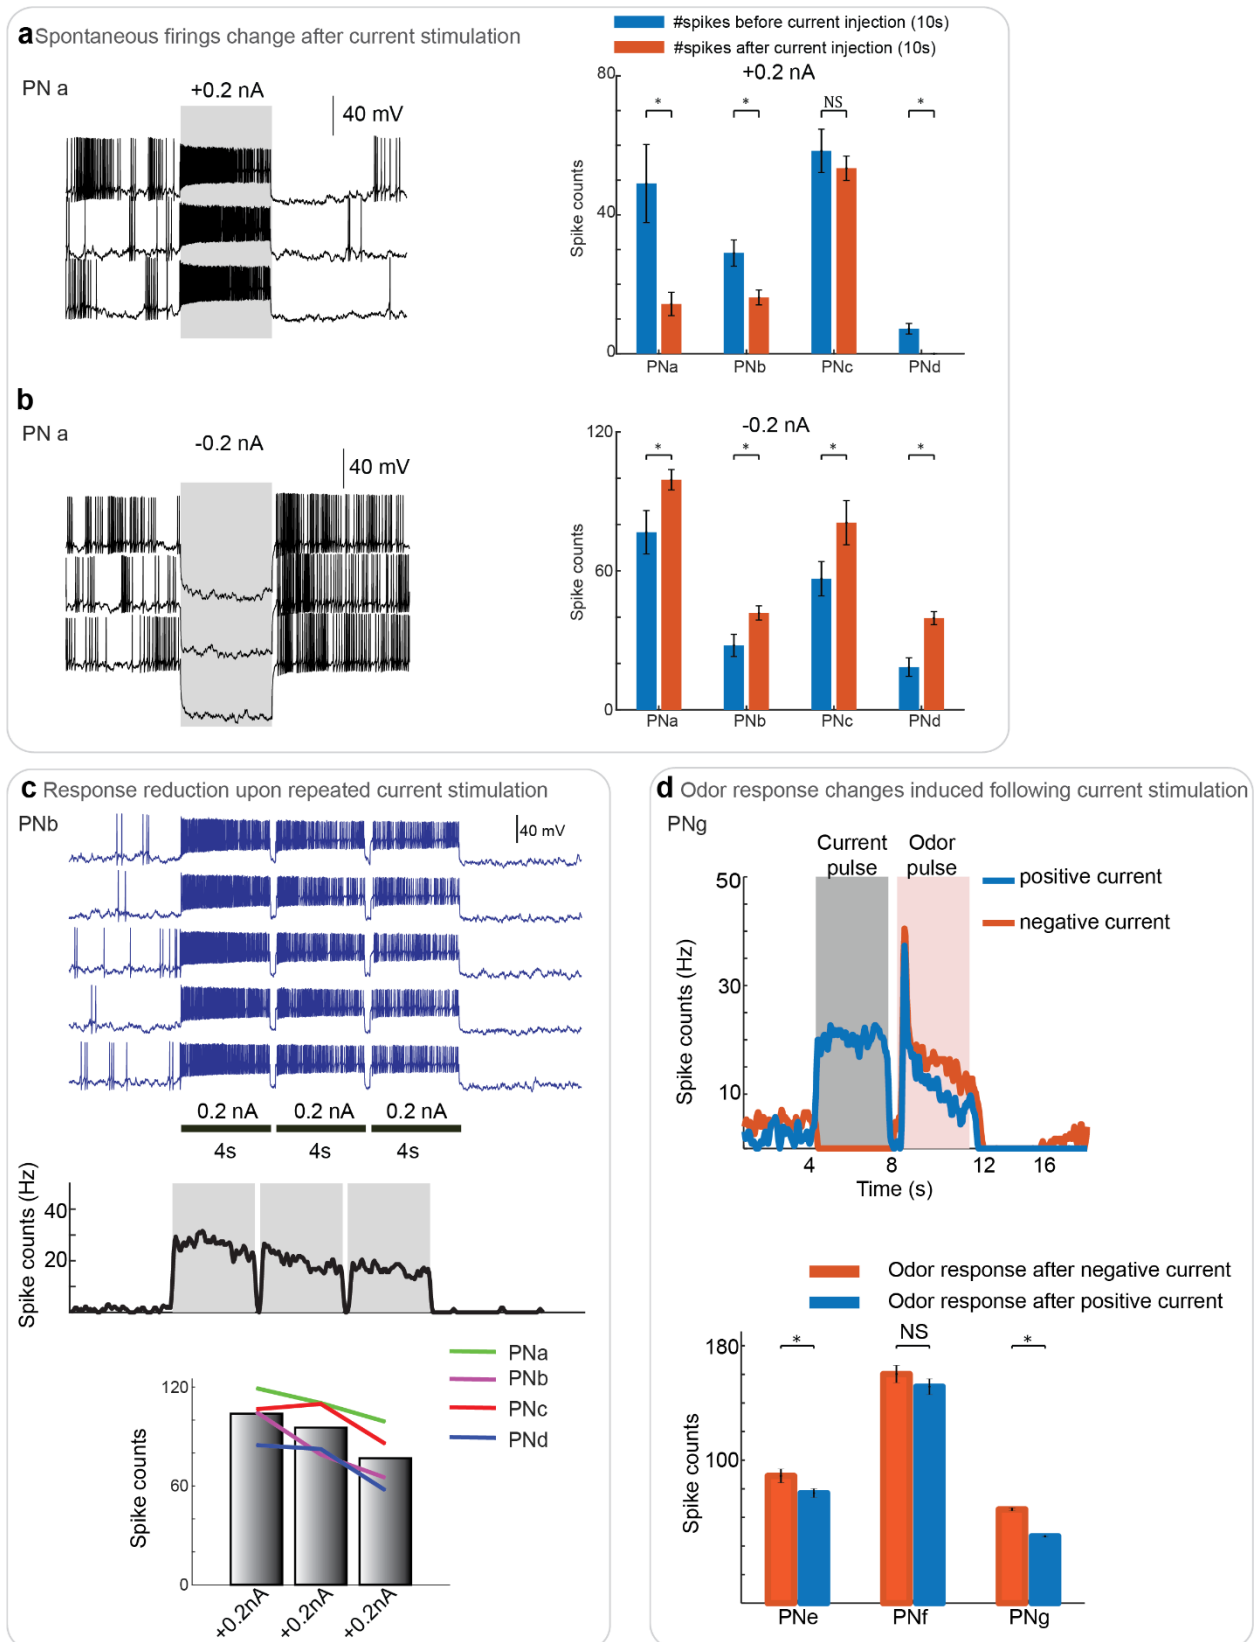 a Spontaneous firings change after current stimulation
#spikes before current injection (10s)
#spikes after current injection (10s)
PN a
+0.2 nA
40 mV
+0.2 nA
80
40
0
Spike counts
*
*
NS
*
PNa
PNb
PNc
PNd
b
PN a
-0.2 nA
40 mV
-0.2 nA
120
60
0
Spike counts
*
*
*
*
PNa
PNb
PNc
PNd
c Response reduction upon repeated current stimulation
PNb
40 mV
0.2 nA
0.2 nA
0.2 nA
4s
4s
4s
Spike counts (Hz)
40
20
PNa
PNb
PNc
PNd
Spike counts
120
60
0
+0.2nA
+0.2nA
+0.2nA
d Odor response changes induced following current stimulation
PNg
Current
pulse
Odor
pulse
positive current
negative current
Spike counts (Hz)
50
30
10
4
8
12
16
Time (s)
Odor response after negative current
Odor response after positive current
Spike counts
180
100
*
NS
*
PNe
PNf
PNg